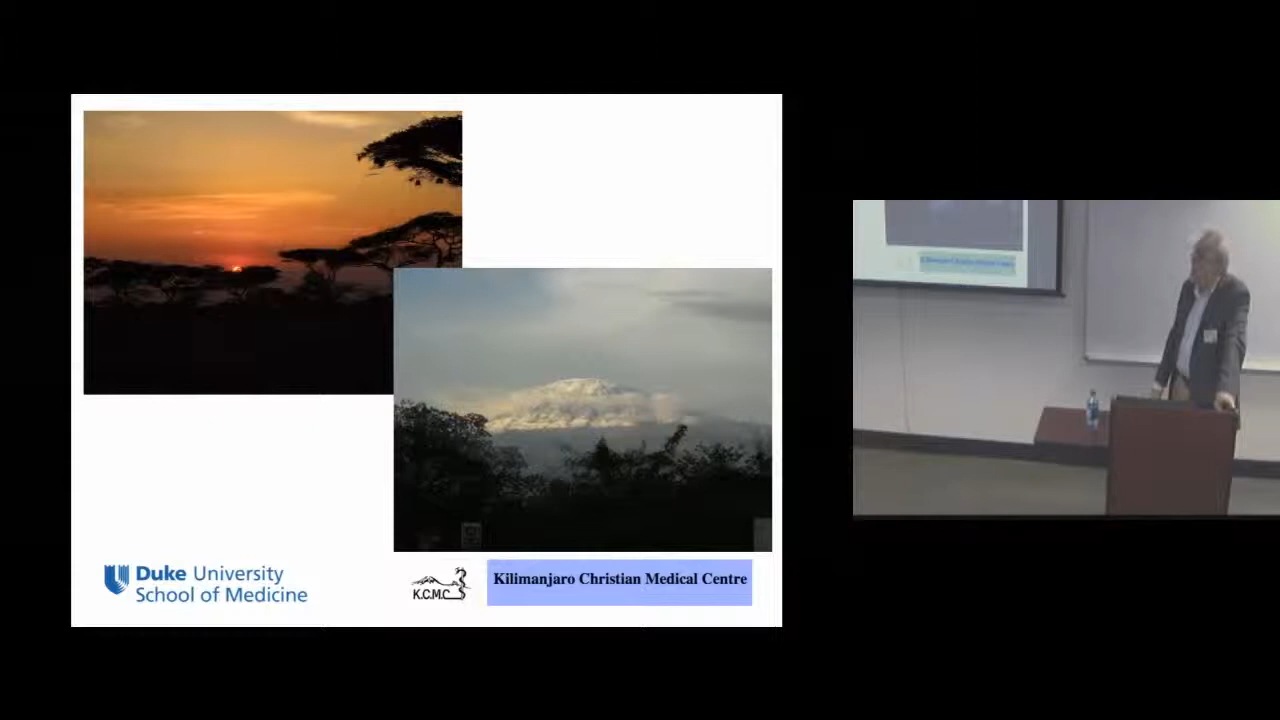 Duke University
School of Medicine
K.C.M.C
Kilimanjaro Christian Medical Centre